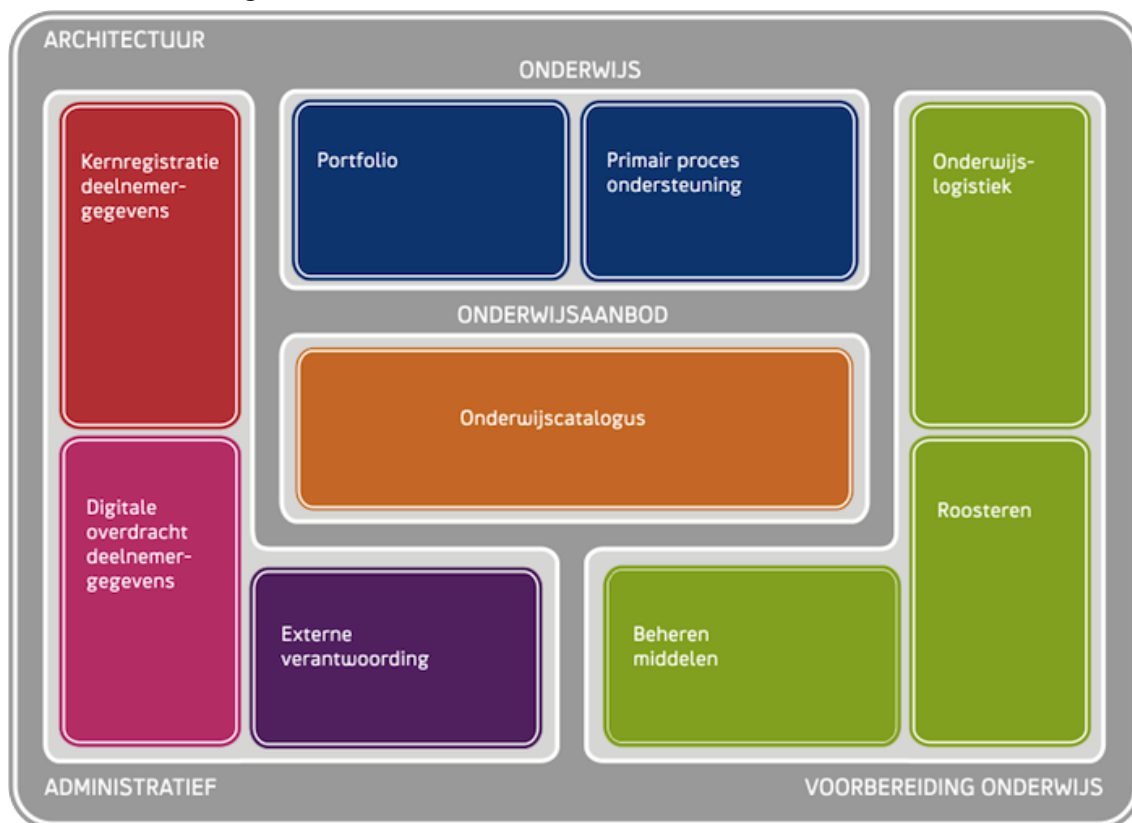 ARCHITECTUUR
ONDERWIJS
Kernregistratie
deelnemer-
gegevens
Portfolio
Primair proces
ondersteuning
Onderwijs-
logistiek
ONDERWIJSAANBOD
Onderwijscatalogus
Digitale
overdracht
deelnemer-
gegevens
Roosteren
Externe
verantwoording
Beheren
middelen
ADMINISTRATIEF
VOORBEREIDING ONDERWIJS